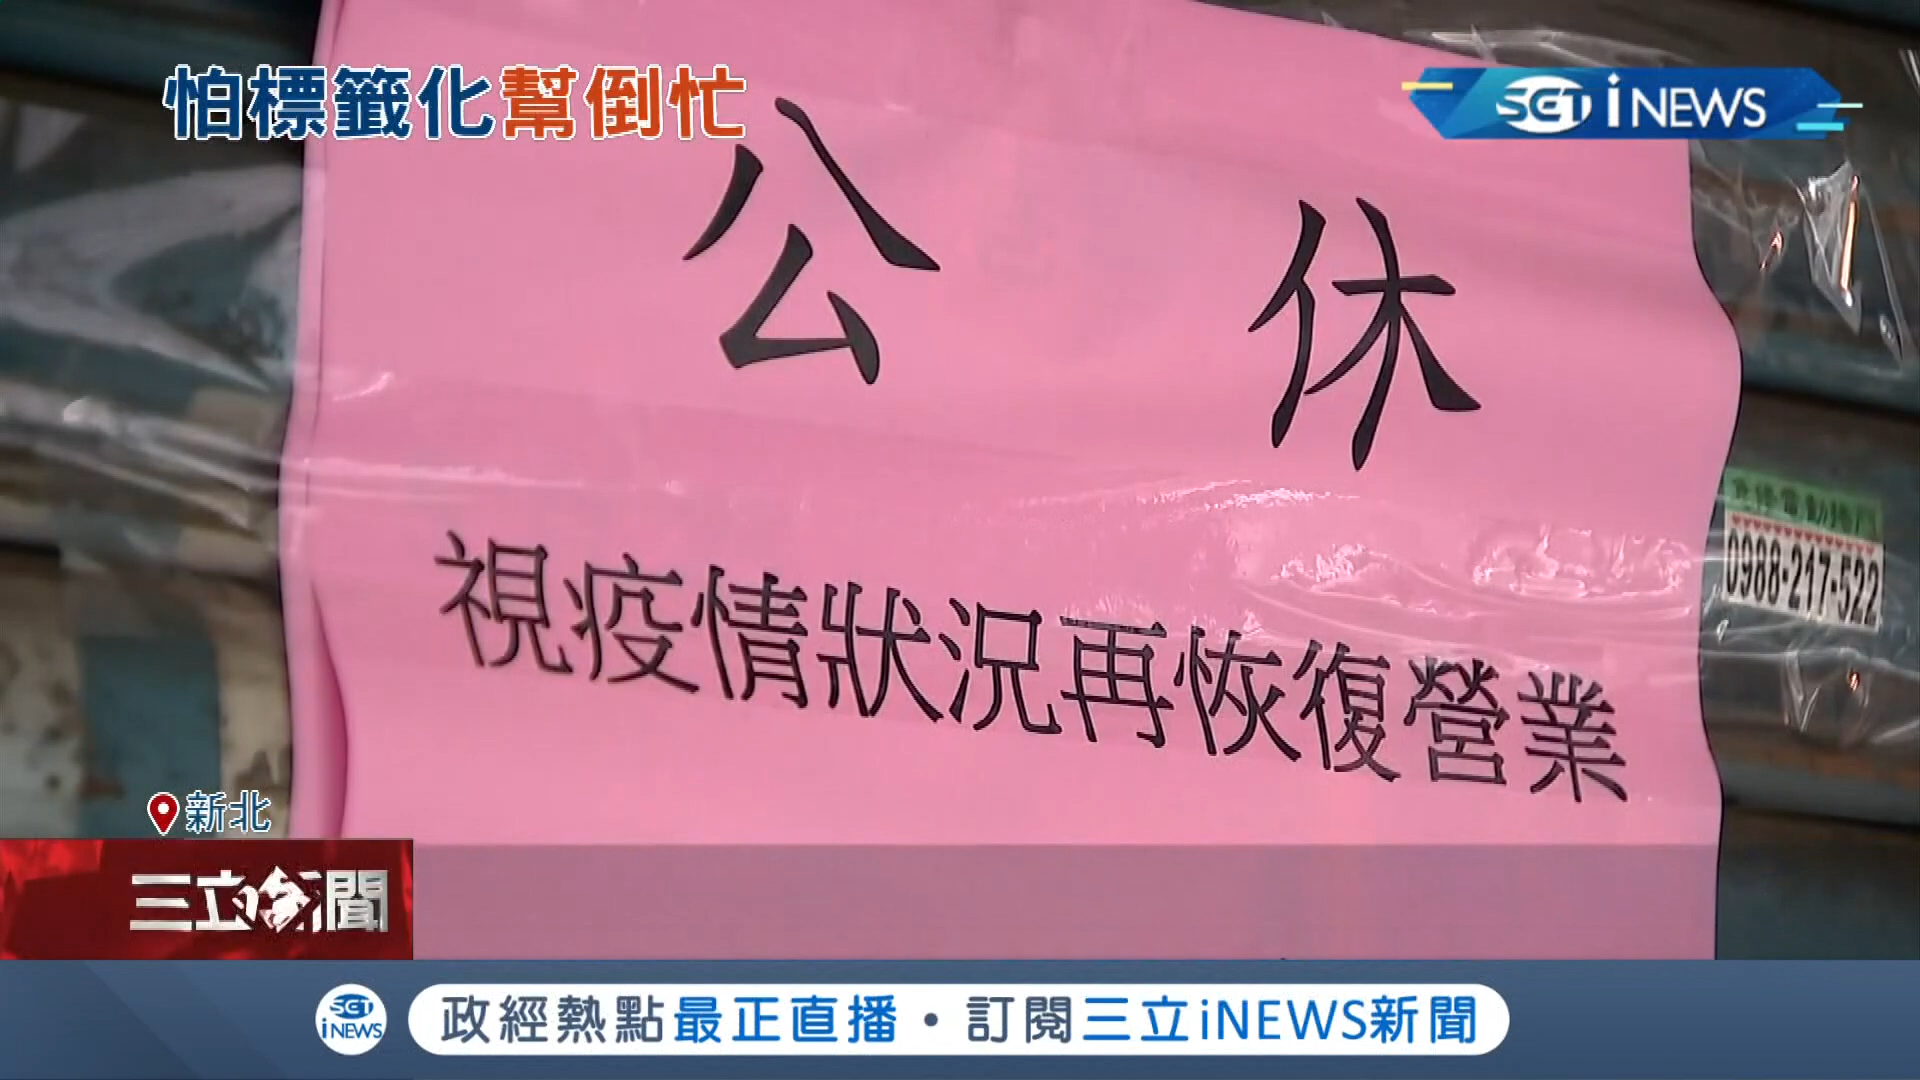 怕標籤化幫倒忙
SET iNEWS
公休
視疫情狀況再恢復營業
0988-217-522
新北
三立新聞
SET iNEWS
政經熱點最正直播・訂閱三立iNEWS新聞